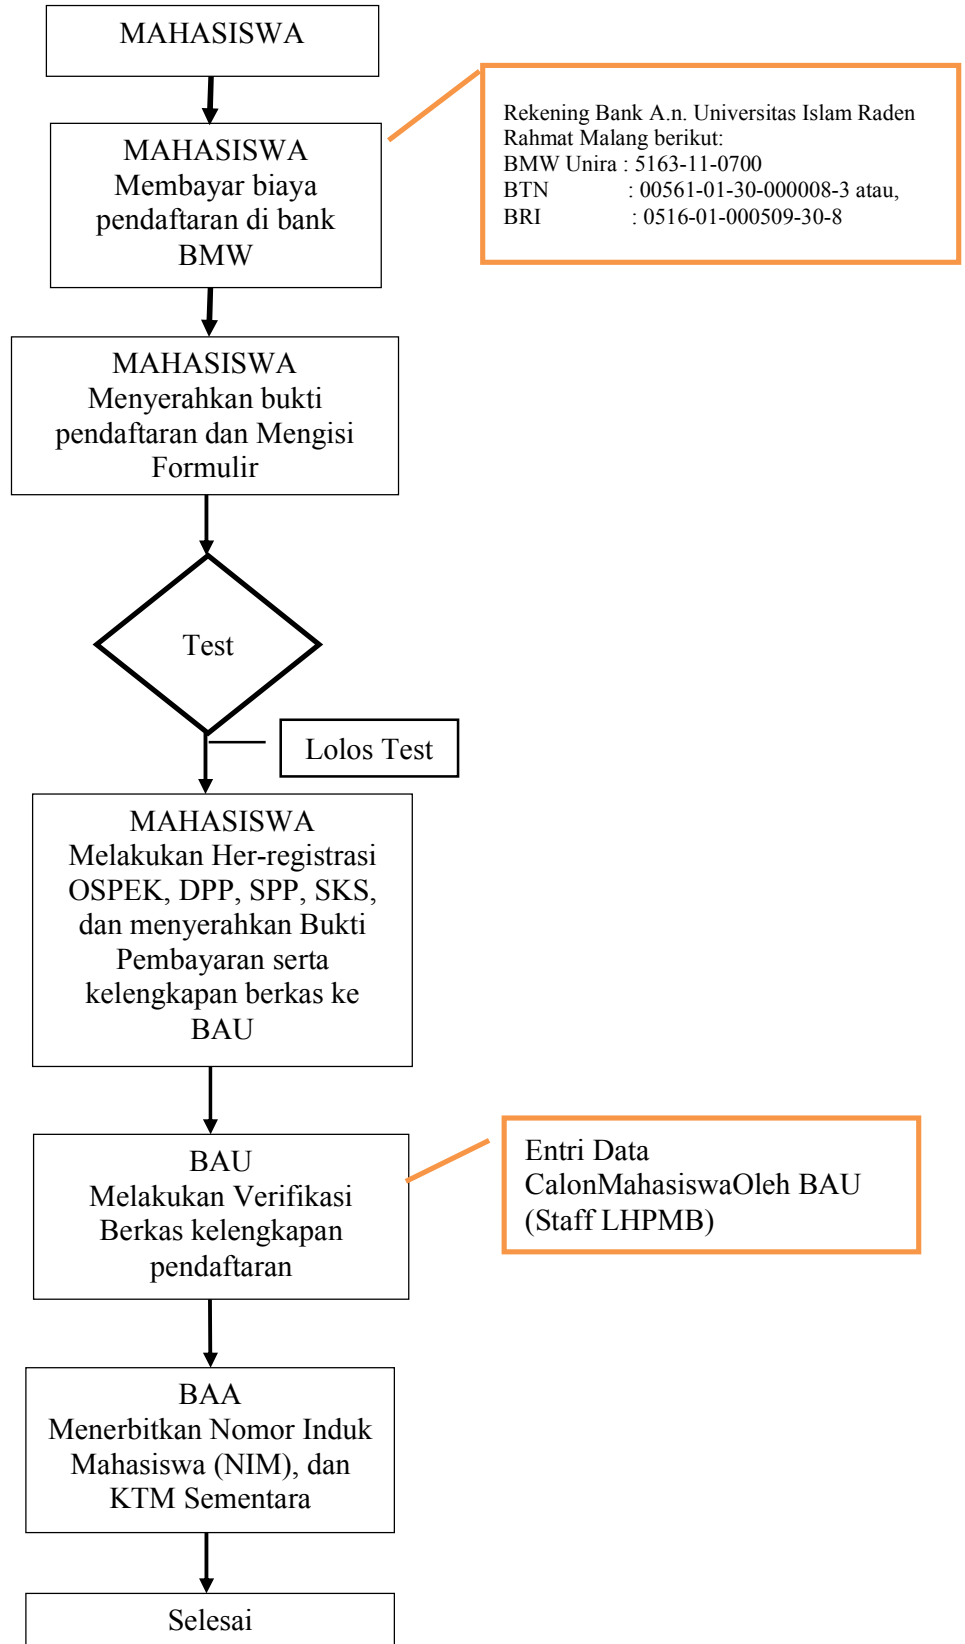 MAHASISWA
MAHASISWA
Membayar biaya
pendaftaran di bank
BMW
Rekening Bank A.n. Universitas Islam Raden
Rahmat Malang berikut:
BMW Unira : 5163-11-0700
BTN : 00561-01-30-000008-3 atau,
BRI : 0516-01-000509-30-8
MAHASISWA
Menyerahkan bukti
pendaftaran dan Mengisi
Formulir
Test
Lolos Test
MAHASISWA
Melakukan Her-registrasi
OSPEK, DPP, SPP, SKS,
dan menyerahkan Bukti
Pembayaran serta
kelengkapan berkas ke
BAU
BAU
Melakukan Verifikasi
Berkas kelengkapan
pendaftaran
Entri Data
CalonMahasiswaOleh BAU
(Staff LHPMB)
BAA
Menerbitkan Nomor Induk
Mahasiswa (NIM), dan
KTM Sementara
Selesai